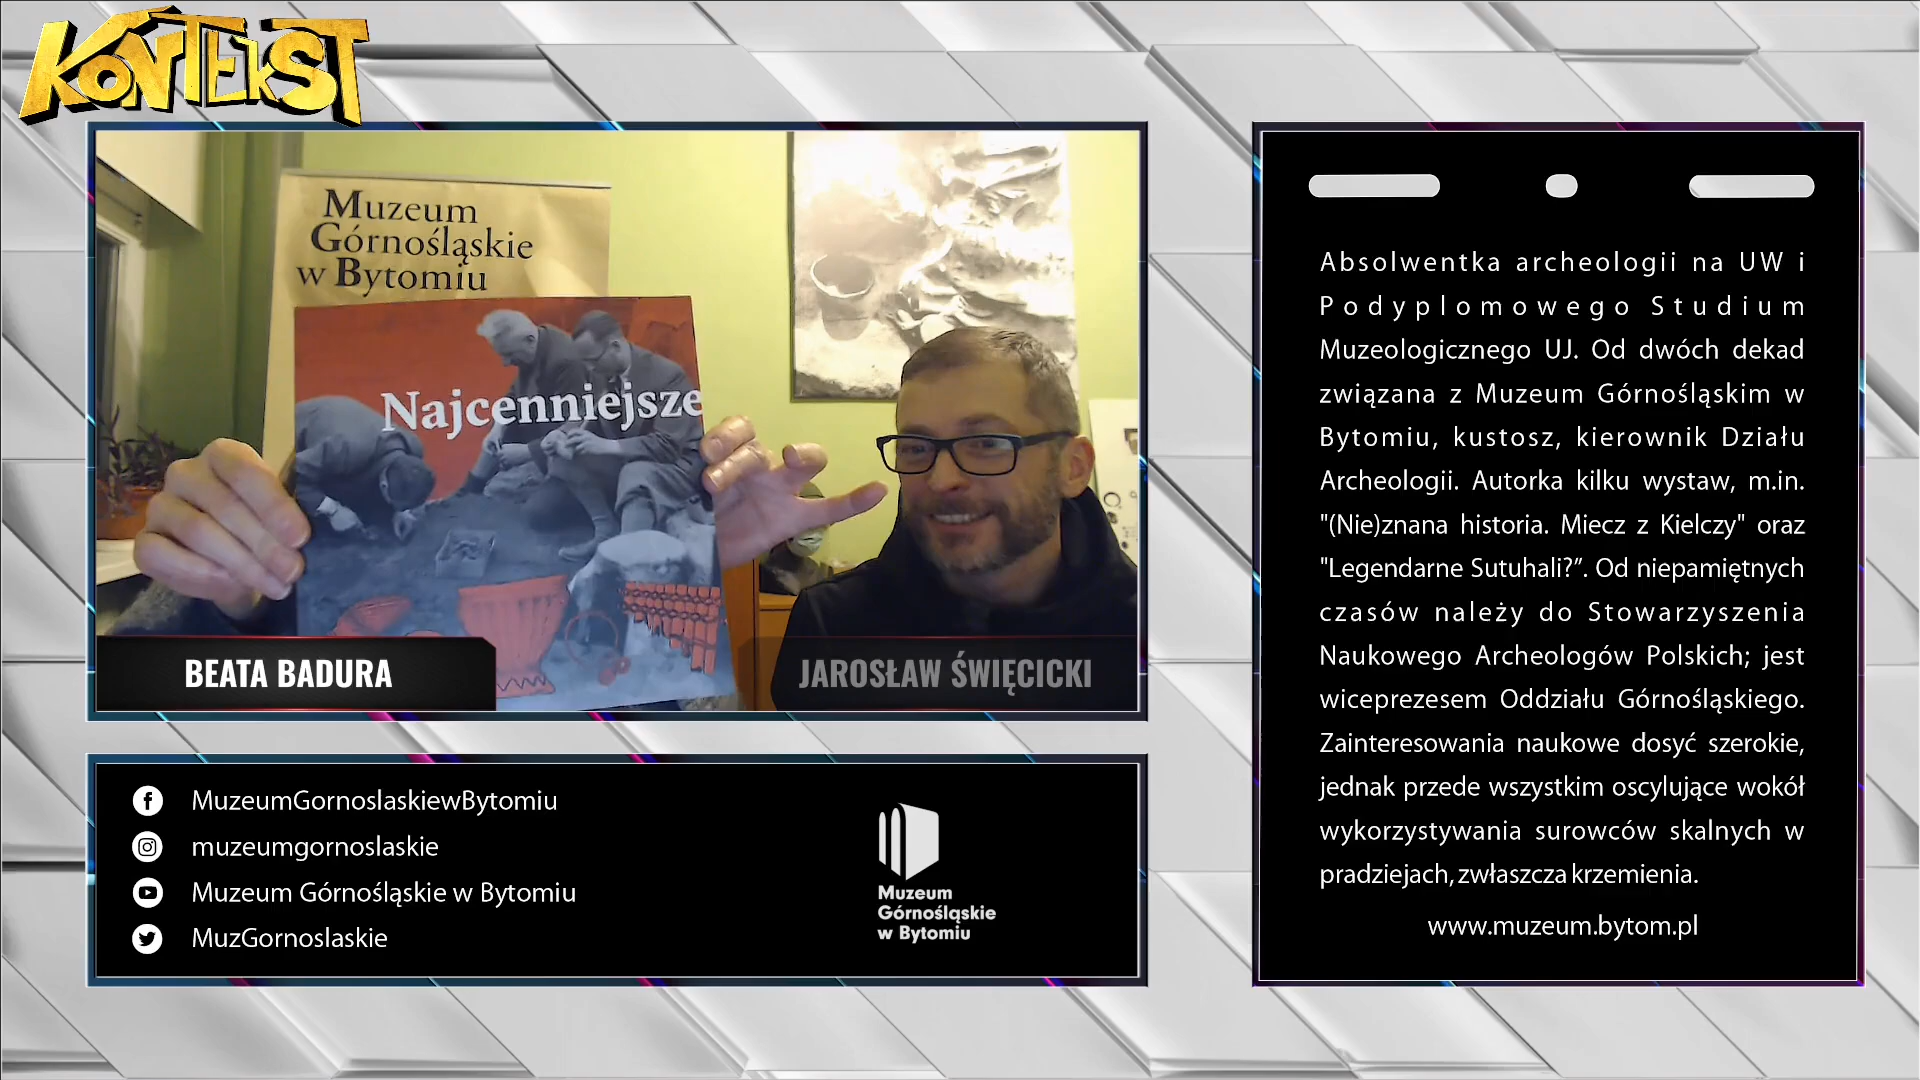 KONTEKST
Muzeum
Górnośląskie
w Bytomiu
Najcenniejsze
BEATA BADURA
JAROSŁAW ŚWIĘCICKI
MuzeumGornoslaskiewBytomiu
muzeumgornoslaskie
Muzeum Górnośląskie w Bytomiu
MuzGornoslaskie
Muzeum
Górnośląskie
w Bytomiu
Absolwentka archeologii na UW i
Podyplomowego Studium
Muzeologicznego UJ. Od dwóch dekad
związana z Muzeum Górnośląskim w
Bytomiu, kustosz, kierownik Działu
Archeologii. Autorka kilku wystaw, m.in.
"(Nie)znana historia. Miecz z Kielczy" oraz
"Legendarne Sutuhali?”. Od niepamiętnych
czasów należy do Stowarzyszenia
Naukowego Archeologów Polskich; jest
wiceprezesem Oddziału Górnośląskiego.
Zainteresowania naukowe dosyć szerokie,
jednak przede wszystkim oscylujące wokół
wykorzystywania surowców skalnych w
pradziejach, zwłaszcza krzemienia.
www.muzeum.bytom.pl